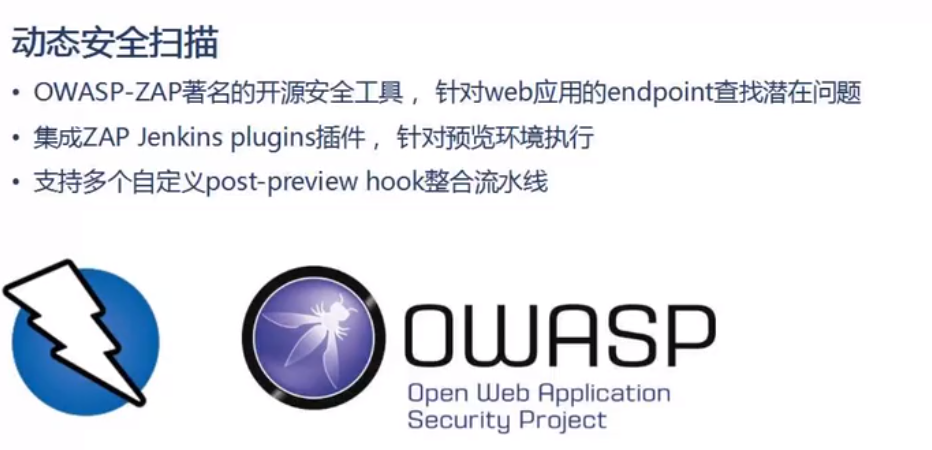 动态安全扫描
• OWASP-ZAP著名的开源安全工具，针对web应用的endpoint查找潜在问题
• 集成ZAP Jenkins plugins插件，针对预览环境执行
• 支持多个自定义post-preview hook整合流水线
OWASP
Open Web Application
Security Project